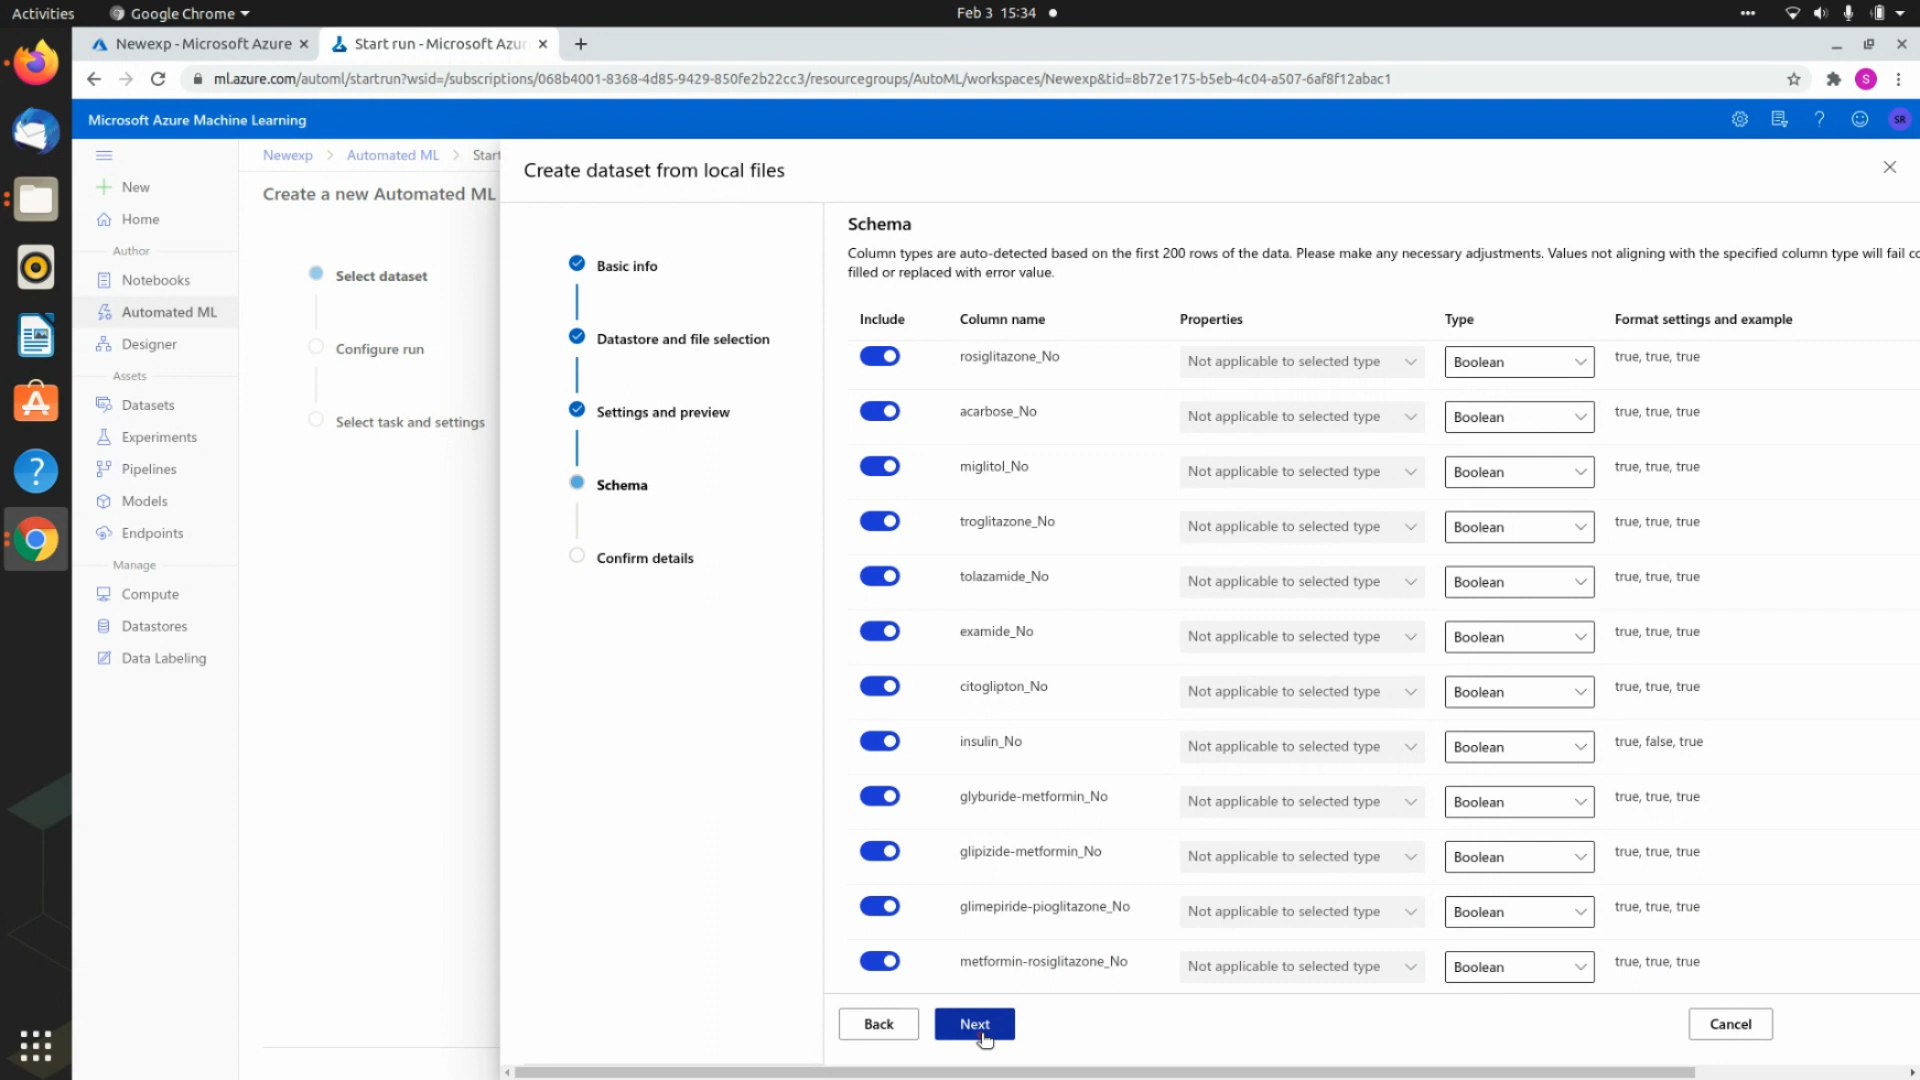 Activities
Google Chrome
Feb 3 15:34
Newexp - Microsoft Azure
Start run - Microsoft Azur
ml.azure.com/automl/startrun?wsid=/subscriptions/068b4001-8368-4d85-9429-850fe2b22cc3/resourcegroups/AutoML/workspaces/Newexp&tid=8b72e175-b5eb-4c04-a507-6af8f12abac1
S
Microsoft Azure Machine Learning
SR
New
Home
Author
Notebooks
Automated ML
Designer
Assets
Datasets
Experiments
Pipelines
Models
Endpoints
Manage
Compute
Datastores
Data Labeling
Newexp > Automated ML > Start
Create a new Automated ML
Select dataset
Configure run
Select task and settings
Create dataset from local files
Basic info
Datastore and file selection
Settings and preview
Schema
Confirm details
Schema
Column types are auto-detected based on the first 200 rows of the data. Please make any necessary adjustments. Values not aligning with the specified column type will fail co
filled or replaced with error value.
Include Column name Properties Type Format settings and example
rosiglitazone_No Not applicable to selected type Boolean true, true, true
acarbose_No Not applicable to selected type Boolean true, true, true
miglitol_No Not applicable to selected type Boolean true, true, true
troglitazone_No Not applicable to selected type Boolean true, true, true
tolazamide_No Not applicable to selected type Boolean true, true, true
examide_No Not applicable to selected type Boolean true, true, true
citoglipton_No Not applicable to selected type Boolean true, true, true
insulin_No Not applicable to selected type Boolean true, false, true
glyburide-metformin_No Not applicable to selected type Boolean true, true, true
glipizide-metformin_No Not applicable to selected type Boolean true, true, true
glimepiride-pioglitazone_No Not applicable to selected type Boolean true, true, true
metformin-rosiglitazone_No Not applicable to selected type Boolean true, true, true
Back
Next
Cancel